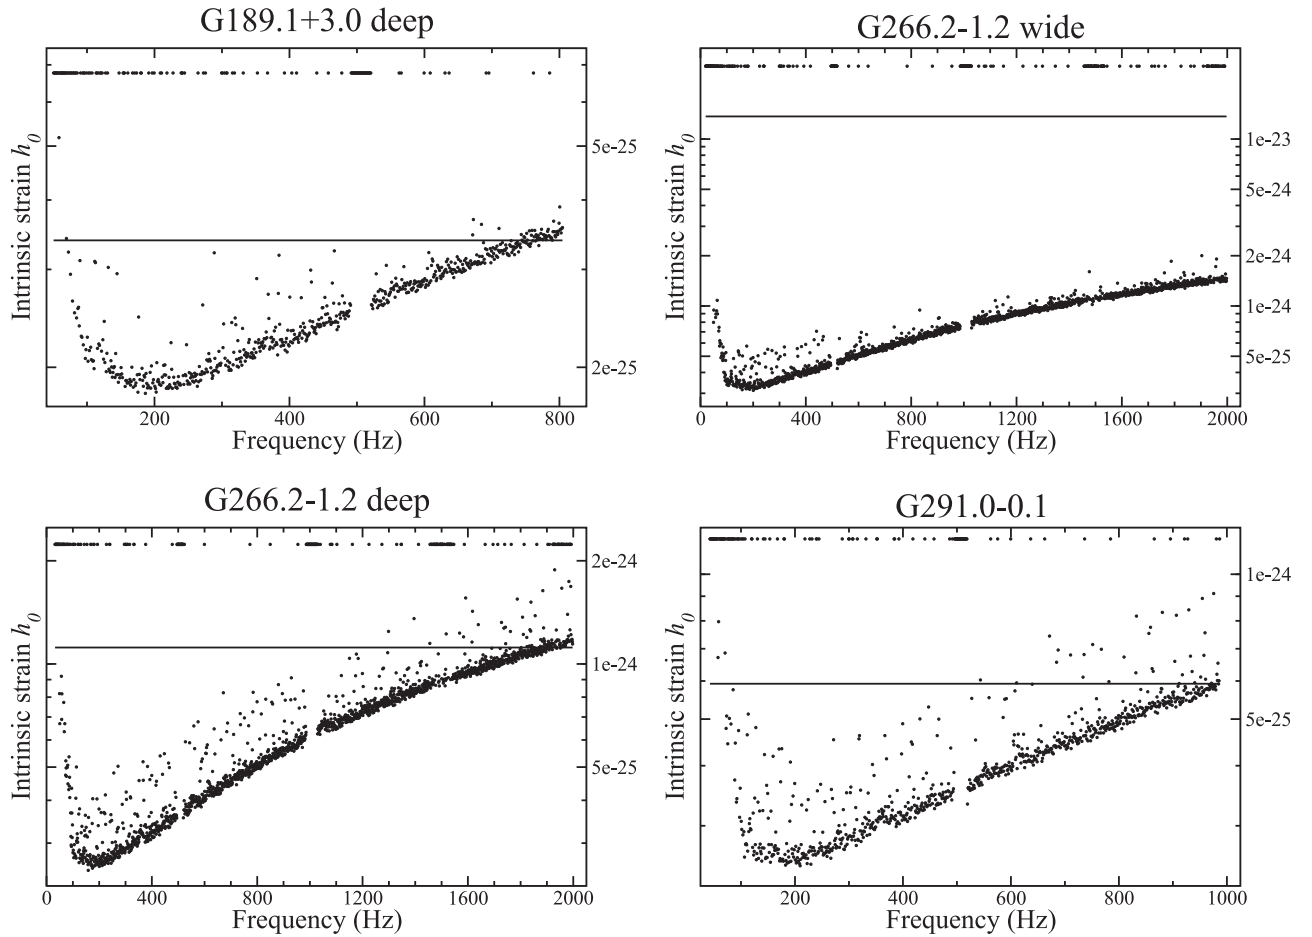 G189.1+3.0 deep
Intrinsic strain h0
5e-25
2e-25
200 400 600 800
Frequency (Hz)
G266.2-1.2 wide
Intrinsic strain h0
1e-23
5e-24
2e-24
1e-24
5e-25
0 400 800 1200 1600 2000
Frequency (Hz)
G266.2-1.2 deep
Intrinsic strain h0
2e-24
1e-24
5e-25
0 400 800 1200 1600 2000
Frequency (Hz)
G291.0-0.1
Intrinsic strain h0
1e-24
5e-25
200 400 600 800 1000
Frequency (Hz)